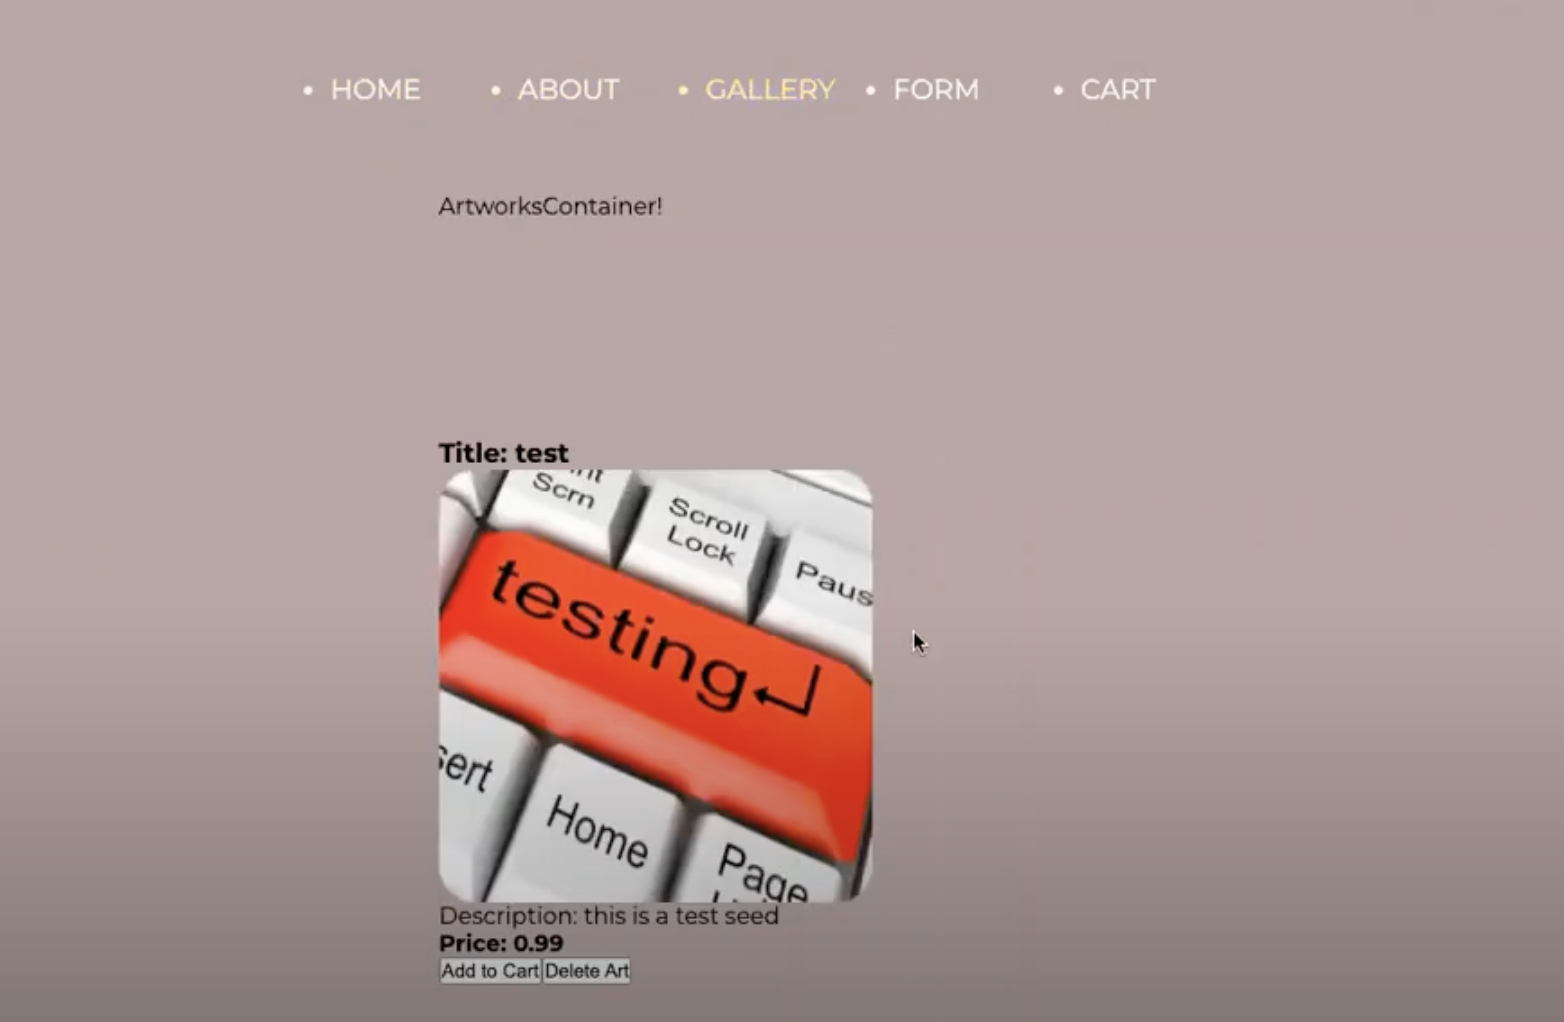 • HOME • ABOUT • GALLERY • FORM • CART
ArtworksContainer!
Title: test
Scrn
Scroll
Lock
Paus
testing
sert
Home
Page
Description: this is a test seed
Price: 0.99
Add to Cart Delete Art